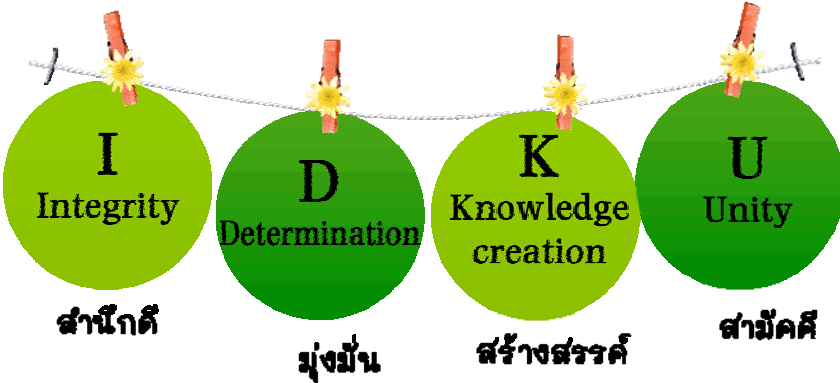 I
Integrity
สำนึกดี
D
Determination
มุ่งมั่น
K
Knowledge
creation
สร้างสรรค์
U
Unity
สามัคคี